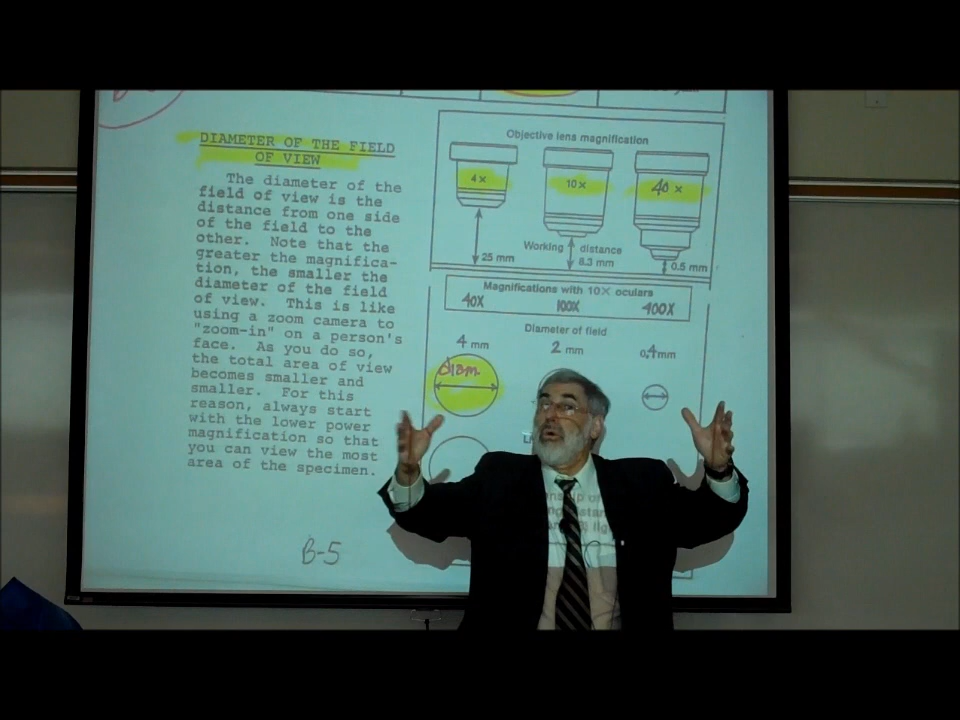 DIAMETER OF THE FIELD
OF VIEW
The diameter of the
field of view is the
distance from one side
of the field to the
other. Note that the
greater the magnifica-
tion, the smaller the
diameter of the field
of view. This is like
using a zoom camera to
"zoom-in" on a person's
face. As you do so,
the total area of view
becomes smaller and
smaller. For this
reason, always start
with the lower power
magnification so that
you can view the most
area of the specimen.
B-5
Objective lens magnification
4× 10× 40 ×
Working distance
25 mm 8.3 mm 0.5 mm
Magnifications with 10× oculars
40X 100X 400X
Diameter of field
4 mm 2 mm 0,4mm
diam.